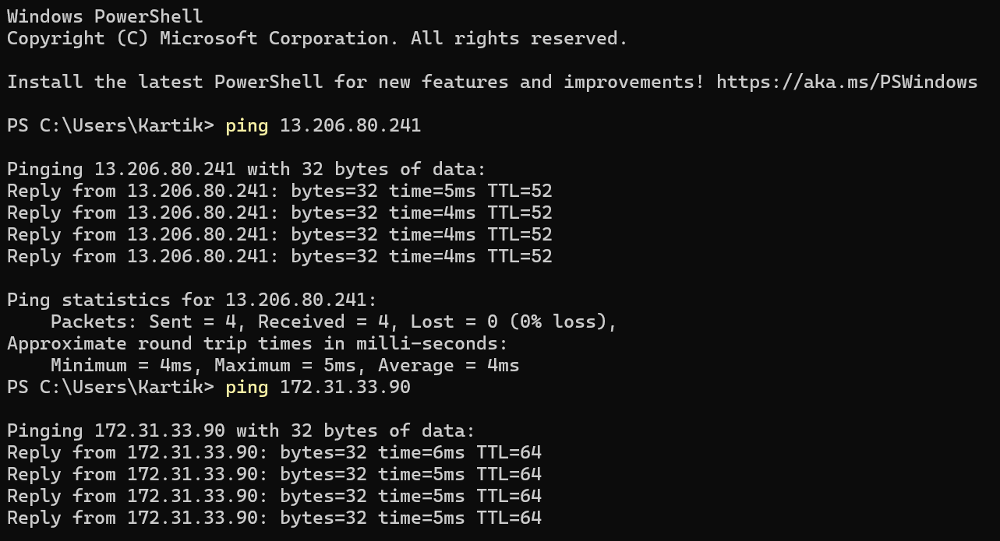 Windows PowerShell
Copyright (C) Microsoft Corporation. All rights reserved.
Install the latest PowerShell for new features and improvements! https://aka.ms/PSWindows
PS C:\Users\Kartik> ping 13.206.80.241
Pinging 13.206.80.241 with 32 bytes of data:
Reply from 13.206.80.241: bytes=32 time=5ms TTL=52
Reply from 13.206.80.241: bytes=32 time=4ms TTL=52
Reply from 13.206.80.241: bytes=32 time=4ms TTL=52
Reply from 13.206.80.241: bytes=32 time=4ms TTL=52
Ping statistics for 13.206.80.241:
    Packets: Sent = 4, Received = 4, Lost = 0 (0% loss),
Approximate round trip times in milli-seconds:
    Minimum = 4ms, Maximum = 5ms, Average = 4ms
PS C:\Users\Kartik> ping 172.31.33.90
Pinging 172.31.33.90 with 32 bytes of data:
Reply from 172.31.33.90: bytes=32 time=6ms TTL=64
Reply from 172.31.33.90: bytes=32 time=5ms TTL=64
Reply from 172.31.33.90: bytes=32 time=5ms TTL=64
Reply from 172.31.33.90: bytes=32 time=5ms TTL=64